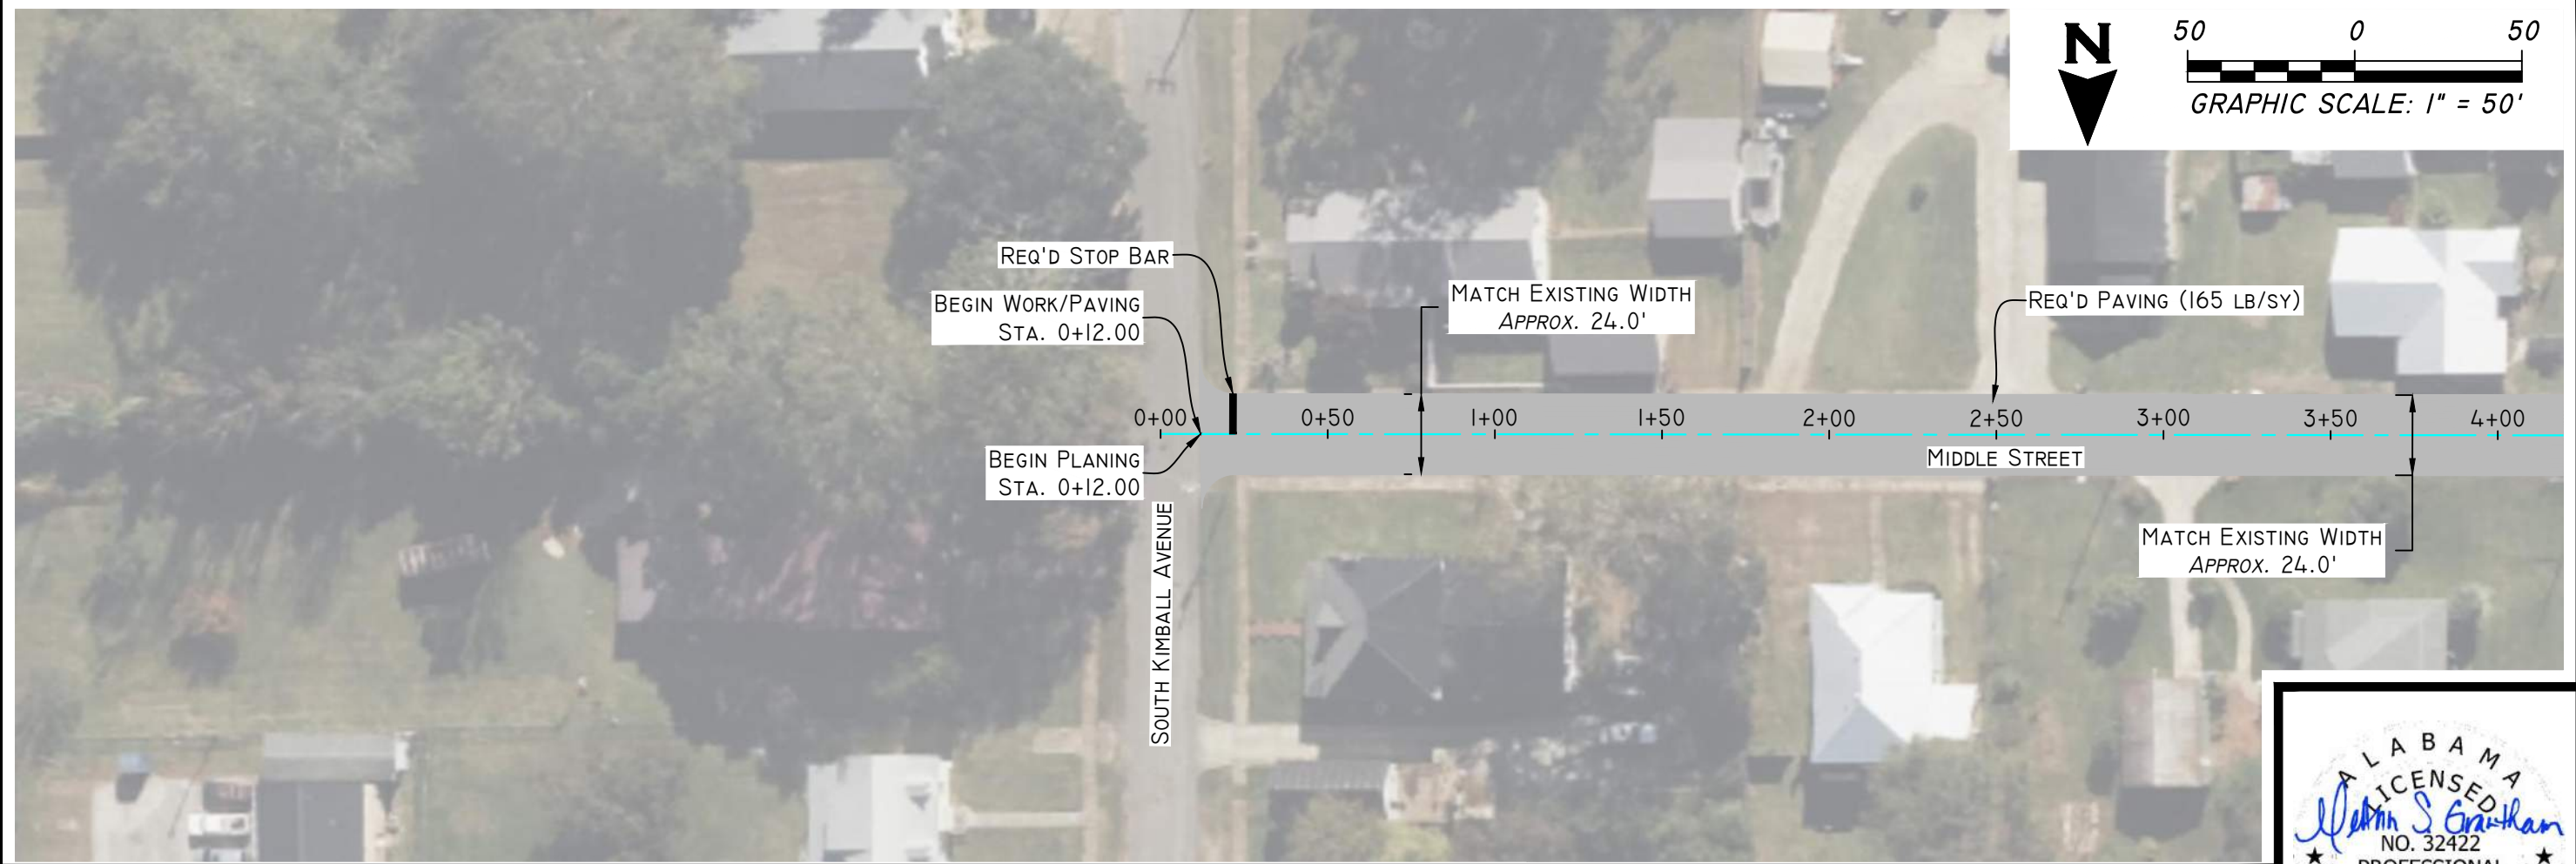 N
50 0 50
GRAPHIC SCALE: 1" = 50'
REQ'D STOP BAR
BEGIN WORK/PAVING
STA. 0+12.00
MATCH EXISTING WIDTH
APPROX. 24.0'
REQ'D PAVING (165 LB/SY)
0+00 0+50 1+00 1+50 2+00 2+50 3+00 3+50 4+00
BEGIN PLANING
STA. 0+12.00
MIDDLE STREET
SOUTH KIMBALL AVENUE
MATCH EXISTING WIDTH
APPROX. 24.0'
ALABAMA
LICENSED
NO. 32422
PROFESSIONAL